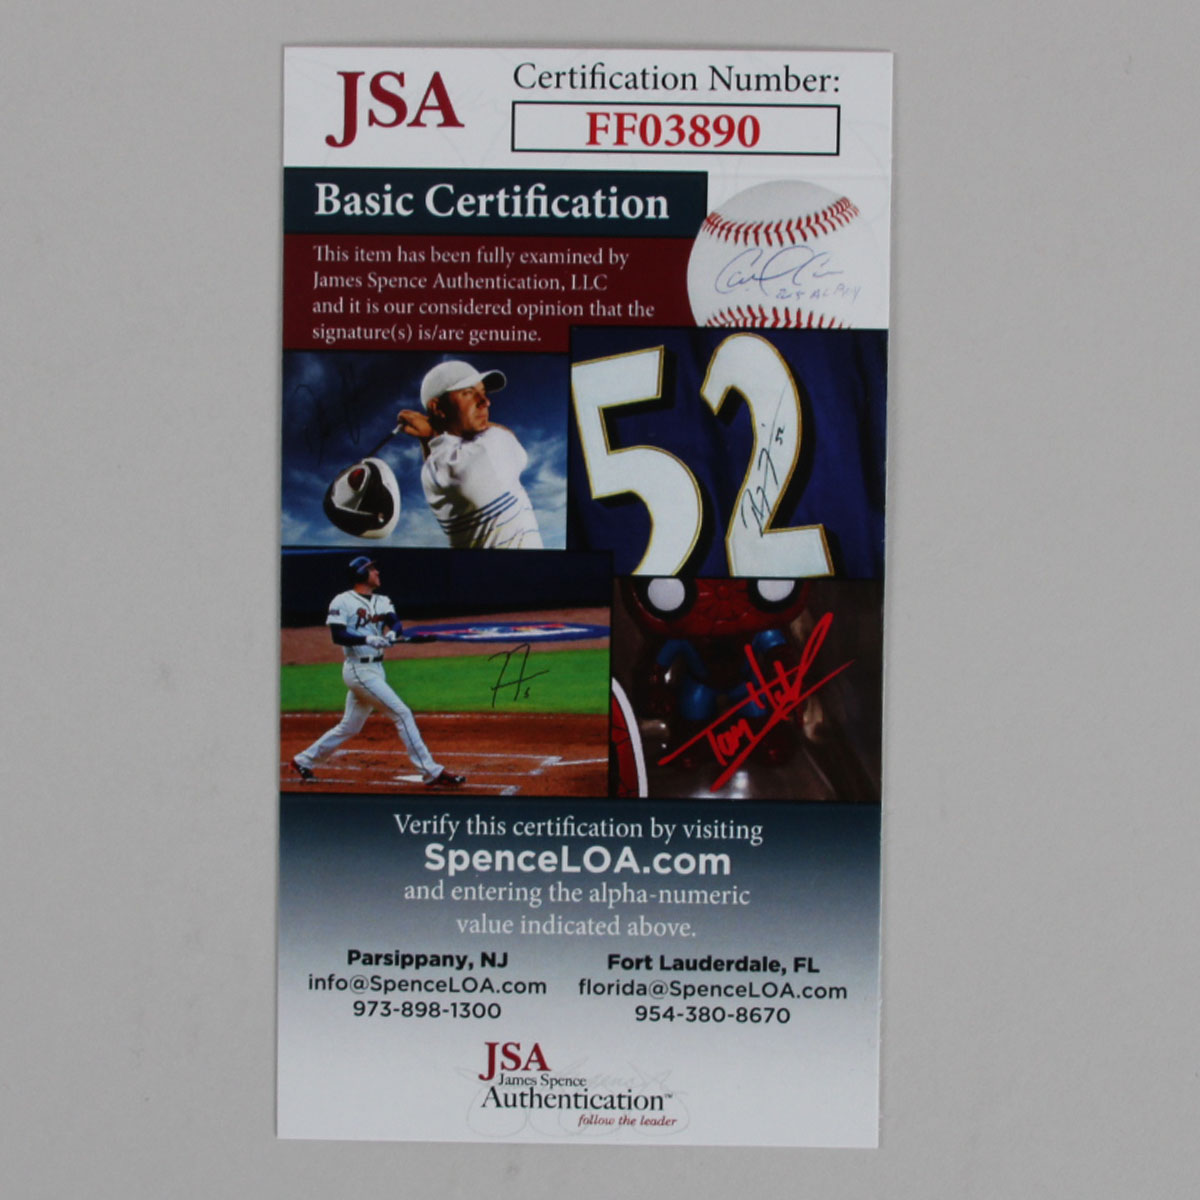 JSA
Certification Number:
FF03890
Basic Certification
This item has been fully examined by
James Spence Authentication, LLC
and it is our considered opinion that the
signature(s) is/are genuine.
52
52
Verify this certification by visiting
SpenceLOA.com
and entering the alpha-numeric
value indicated above.
Parsippany, NJ
info@SpenceLOA.com
973-898-1300
Fort Lauderdale, FL
florida@SpenceLOA.com
954-380-8670
JSA
James Spence
Authentication™
follow the leader